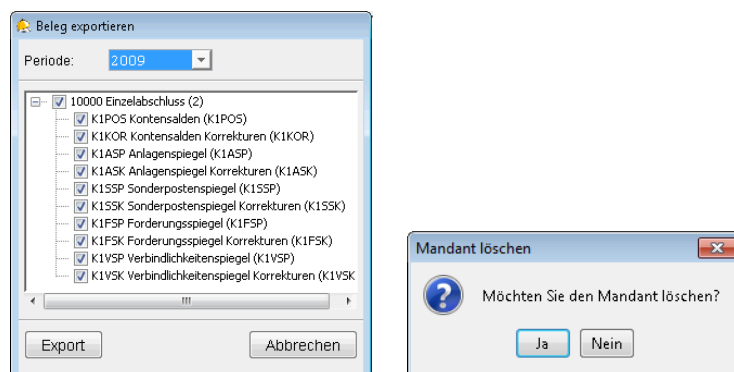 Beleg exportieren
Periode: 2009
10000 Einzelabschluss (2)
K1POS Kontensalden (K1POS)
K1KOR Kontensalden Korrekturen (K1KOR)
K1ASP Anlagenspiegel (K1ASP)
K1ASK Anlagenspiegel Korrekturen (K1ASK)
K1SSP Sonderpostenspiegel (K1SSP)
K1SSK Sonderpostenspiegel Korrekturen (K1SSK)
K1FSP Forderungsspiegel (K1FSP)
K1FSK Forderungsspiegel Korrekturen (K1FSK)
K1VSP Verbindlichkeitenspiegel (K1VSP)
K1VSK Verbindlichkeitenspiegel Korrekturen (K1VSK
Export
Abbrechen
Mandant löschen
Möchten Sie den Mandant löschen?
Ja
Nein